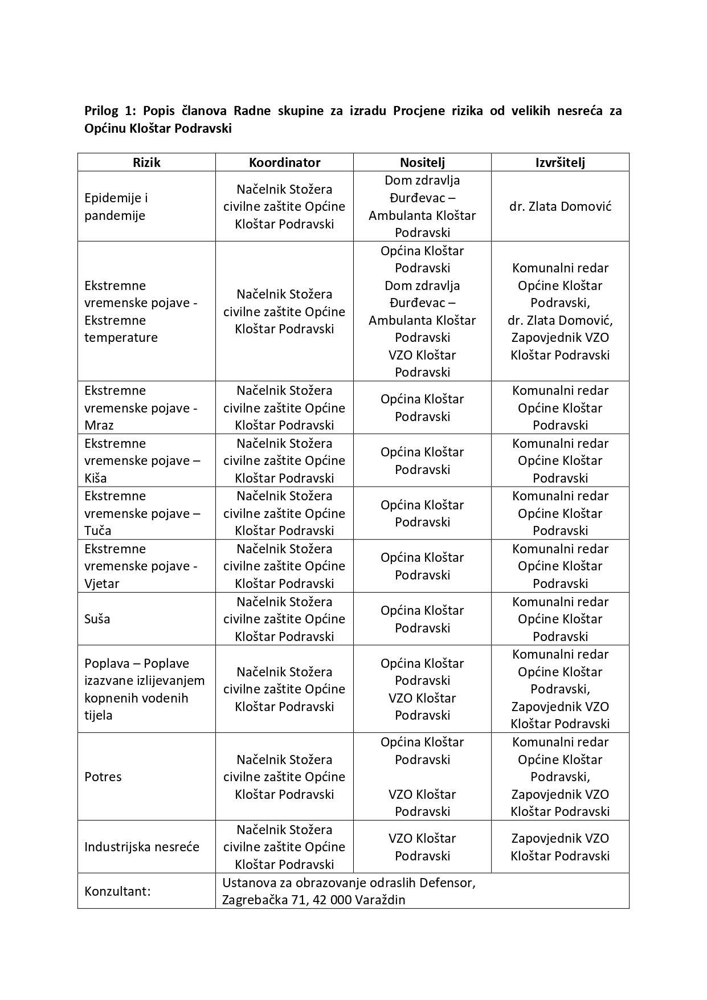 Prilog 1: Popis članova Radne skupine za izradu Procjene rizika od velikih nesreća za
Općinu Kloštar Podravski
Rizik
Koordinator
Nositelj
Izvršitelj
Epidemije i
pandemije
Načelnik Stožera
civilne zaštite Općine
Kloštar Podravski
Dom zdravlja
Đurđevac –
Ambulanta Kloštar
Podravski
dr. Zlata Domović
Ekstremne
vremenske pojave -
Ekstremne
temperature
Načelnik Stožera
civilne zaštite Općine
Kloštar Podravski
Općina Kloštar
Podravski
Dom zdravlja
Đurđevac –
Ambulanta Kloštar
Podravski
VZO Kloštar
Podravski
Komunalni redar
Općine Kloštar
Podravski,
dr. Zlata Domović,
Zapovjednik VZO
Kloštar Podravski
Ekstremne
vremenske pojave -
Mraz
Načelnik Stožera
civilne zaštite Općine
Kloštar Podravski
Općina Kloštar
Podravski
Komunalni redar
Općine Kloštar
Podravski
Ekstremne
vremenske pojave –
Kiša
Načelnik Stožera
civilne zaštite Općine
Kloštar Podravski
Općina Kloštar
Podravski
Komunalni redar
Općine Kloštar
Podravski
Ekstremne
vremenske pojave –
Tuča
Načelnik Stožera
civilne zaštite Općine
Kloštar Podravski
Općina Kloštar
Podravski
Komunalni redar
Općine Kloštar
Podravski
Ekstremne
vremenske pojave -
Vjetar
Načelnik Stožera
civilne zaštite Općine
Kloštar Podravski
Općina Kloštar
Podravski
Komunalni redar
Općine Kloštar
Podravski
Suša
Načelnik Stožera
civilne zaštite Općine
Kloštar Podravski
Općina Kloštar
Podravski
Komunalni redar
Općine Kloštar
Podravski
Poplava – Poplave
izazvane izlijevanjem
kopnenih vodenih
tijela
Načelnik Stožera
civilne zaštite Općine
Kloštar Podravski
Općina Kloštar
Podravski
VZO Kloštar
Podravski
Komunalni redar
Općine Kloštar
Podravski,
Zapovjednik VZO
Kloštar Podravski
Potres
Načelnik Stožera
civilne zaštite Općine
Kloštar Podravski
Općina Kloštar
Podravski
VZO Kloštar
Podravski
Komunalni redar
Općine Kloštar
Podravski,
Zapovjednik VZO
Kloštar Podravski
Industrijska nesreće
Načelnik Stožera
civilne zaštite Općine
Kloštar Podravski
VZO Kloštar
Podravski
Zapovjednik VZO
Kloštar Podravski
Konzultant:
Ustanova za obrazovanje odraslih Defensor,
Zagrebačka 71, 42 000 Varaždin